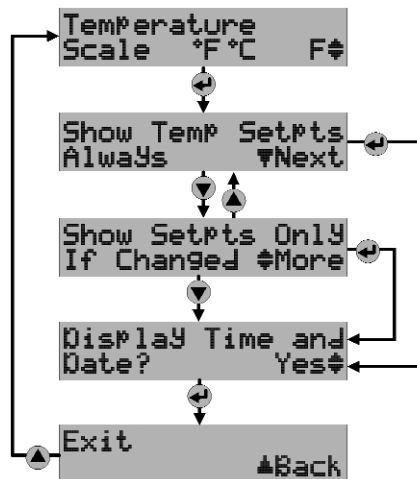 Temperature
Scale °F °C F♦
Show Temp Setpts
Always ▼Next
Show Setpts Only
If Changed ♦More
Display Time and
Date? Yes♦
Exit
▲Back